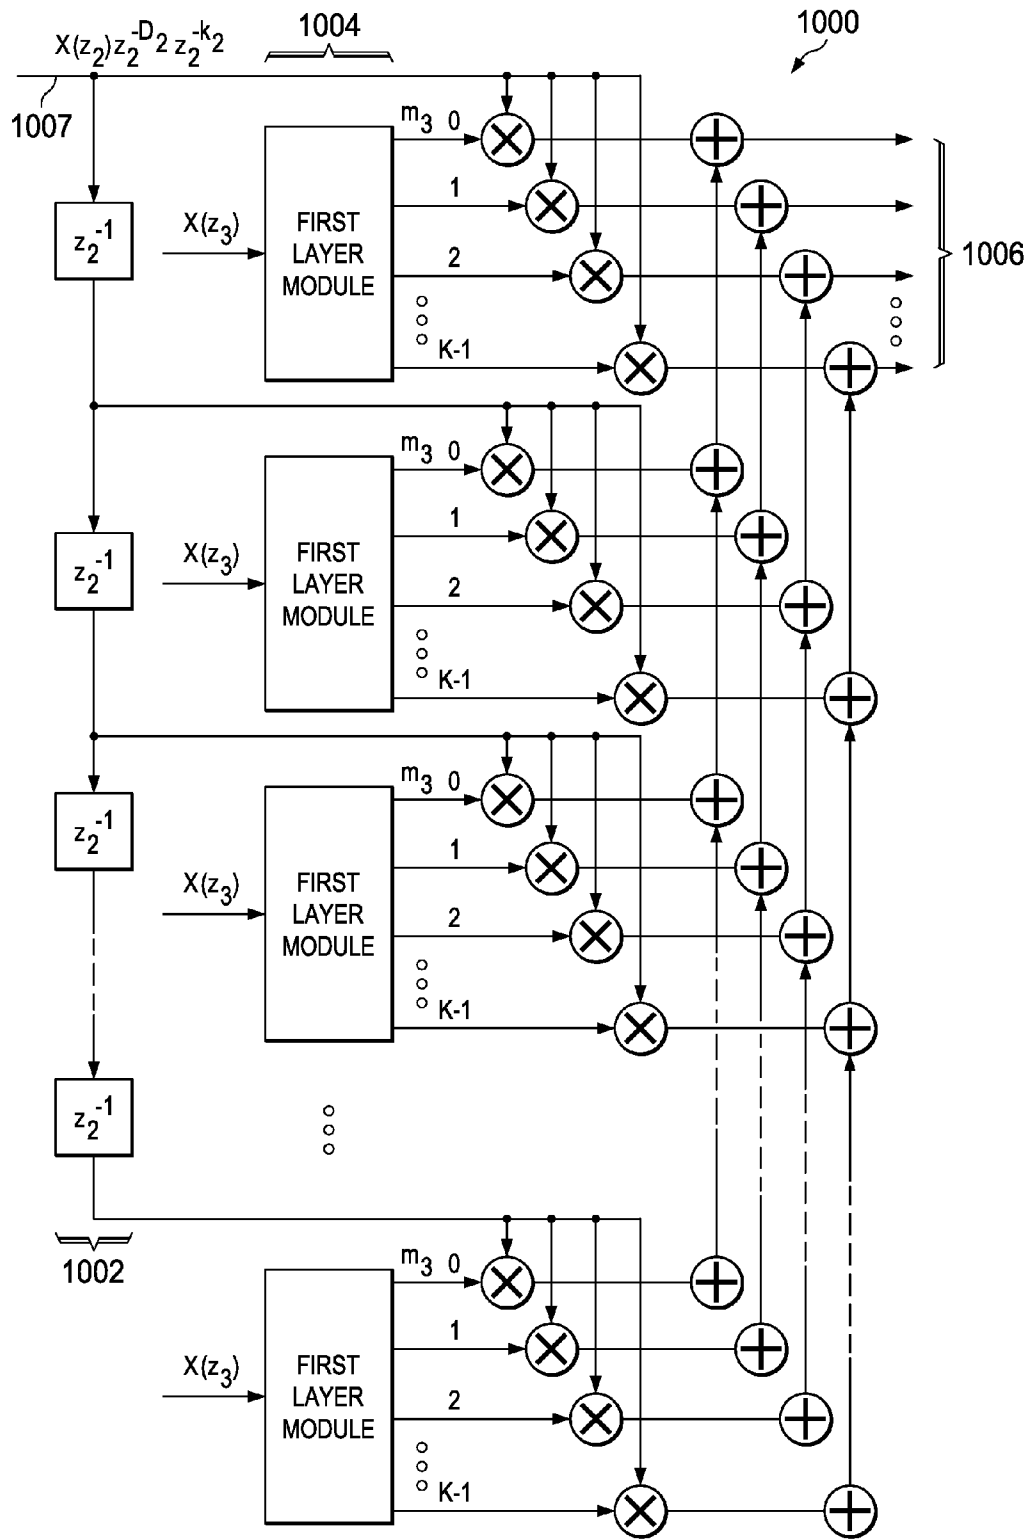 1004
1000
X(z₂)z₂⁻ᴰ₂ z₂⁻ᵏ₂
1007
m₃ 0
1
2
K-1
z₂⁻¹
X(z₃)
FIRST
LAYER
MODULE
1006
m₃ 0
1
2
K-1
z₂⁻¹
X(z₃)
FIRST
LAYER
MODULE
m₃ 0
1
2
K-1
z₂⁻¹
X(z₃)
FIRST
LAYER
MODULE
z₂⁻¹
1002
m₃ 0
1
2
K-1
X(z₃)
FIRST
LAYER
MODULE